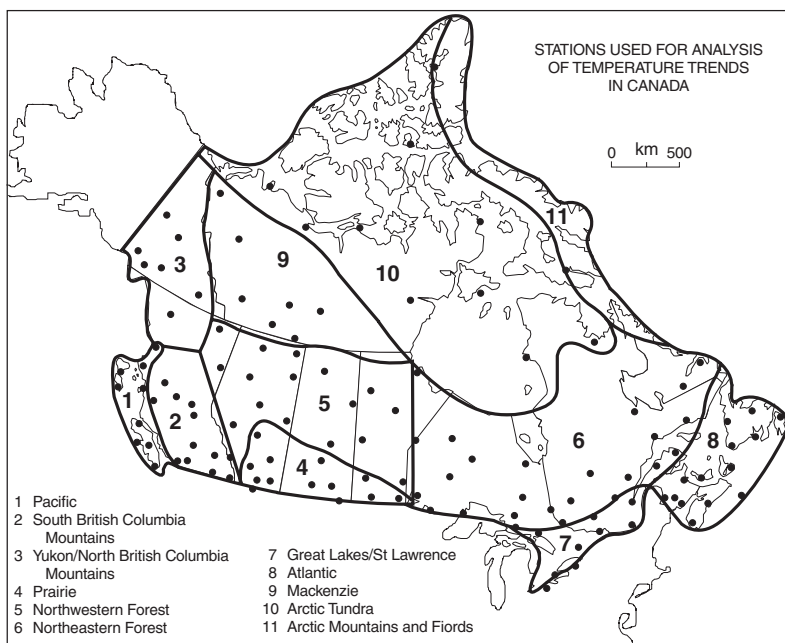 STATIONS USED FOR ANALYSIS
OF TEMPERATURE TRENDS
IN CANADA
0 km 500
11
3
9
10
1
2
5
4
6
8
7
1 Pacific
2 South British Columbia
Mountains
3 Yukon/North British Columbia
Mountains
4 Prairie
5 Northwestern Forest
6 Northeastern Forest
7 Great Lakes/St Lawrence
8 Atlantic
9 Mackenzie
10 Arctic Tundra
11 Arctic Mountains and Fiords